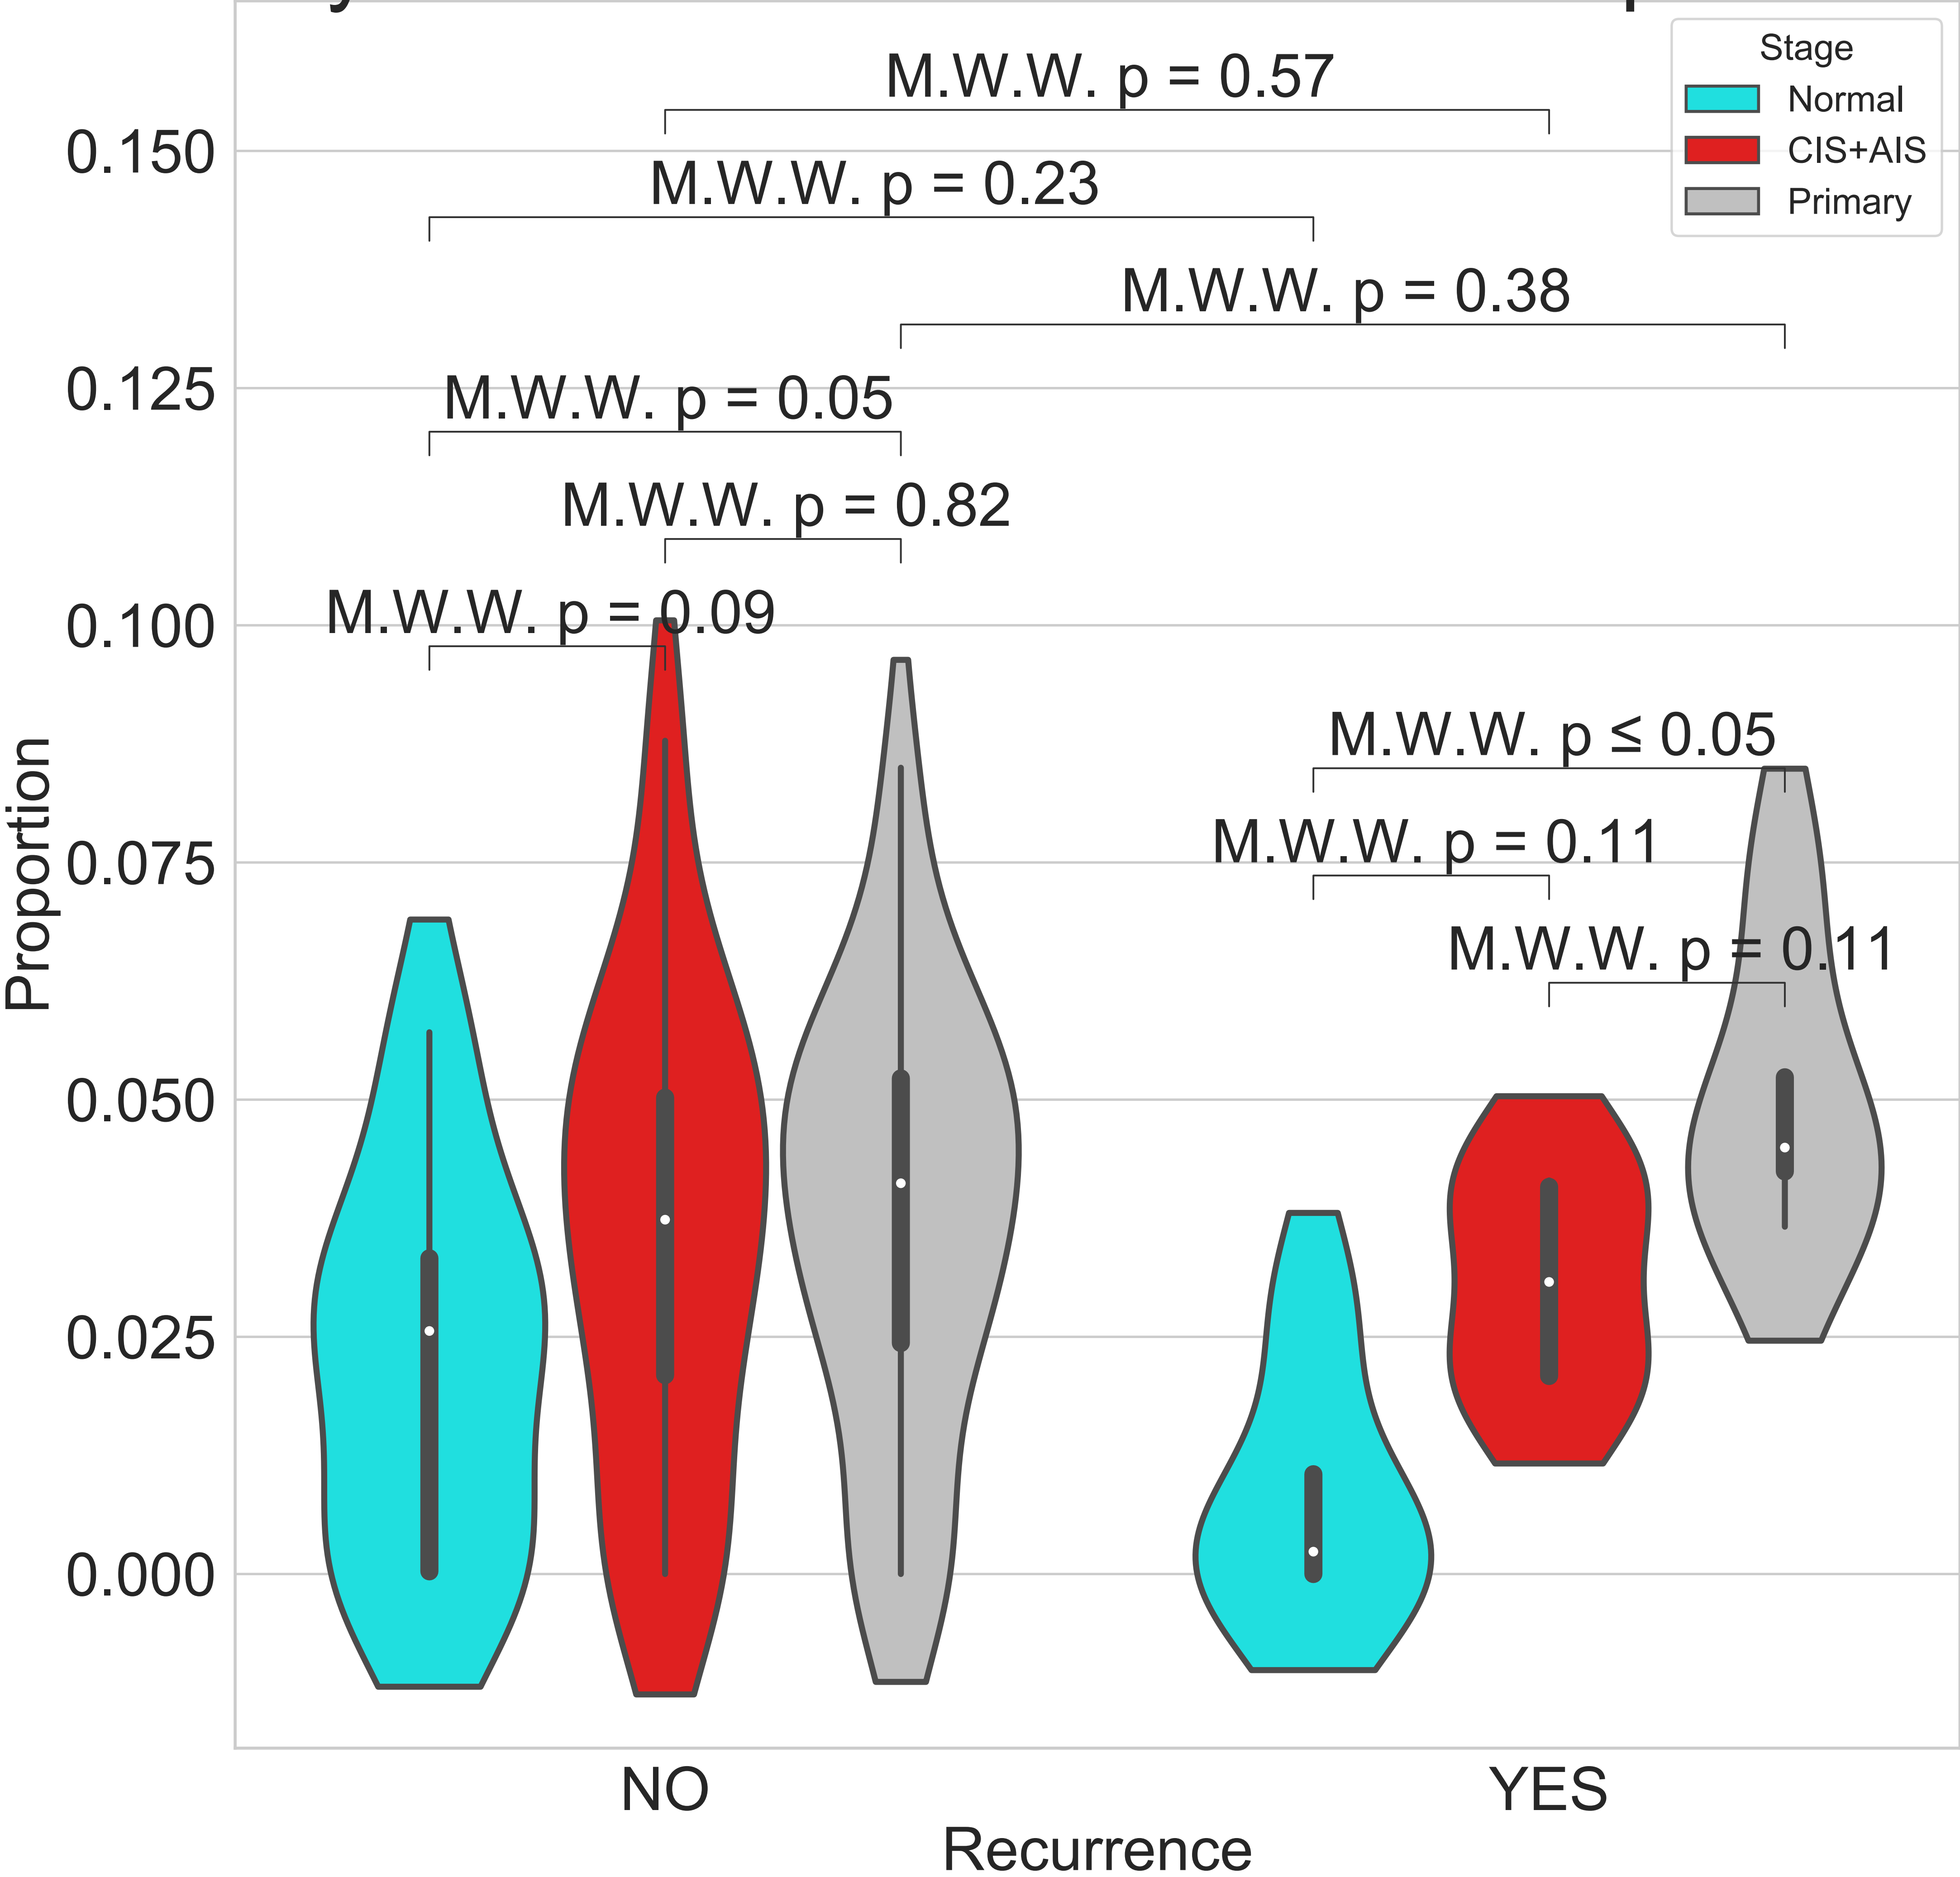 Stage
Normal
CIS+AIS
Primary
M.W.W. p = 0.57
M.W.W. p = 0.23
M.W.W. p = 0.38
M.W.W. p = 0.05
M.W.W. p = 0.82
M.W.W. p = 0.09
M.W.W. p ≤ 0.05
M.W.W. p = 0.11
M.W.W. p = 0.11
0.150
0.125
0.100
0.075
0.050
0.025
0.000
Proportion
NO
YES
Recurrence